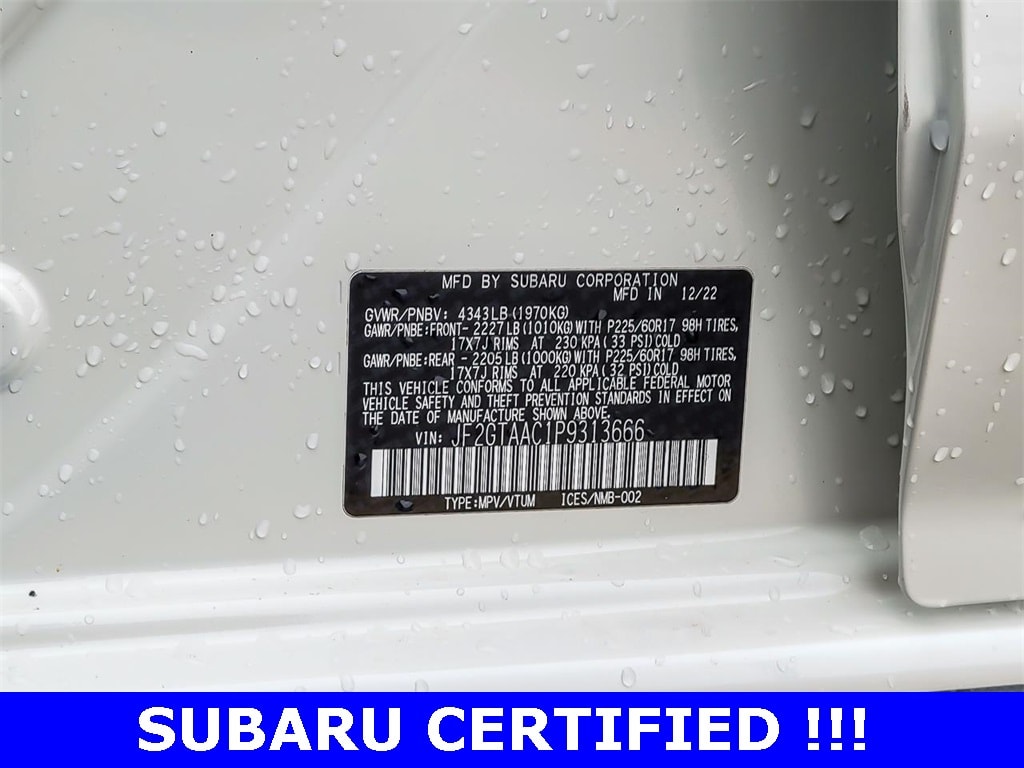 MFD BY SUBARU CORPORATION
MFD IN 12/22
GVWR/PNBV: 4343LB(1970KG)
GAWR/PNBE:FRONT- 2227LB(1010KG)WITH P225/60R17 98H TIRES,
17X7J RIMS AT 230 KPA(33 PSI)COLD
GAWR/PNBE:REAR - 2205LB(1000KG)WITH P225/60R17 98H TIRES,
17X7J RIMS AT 220 KPA(32 PSI)COLD
THIS VEHICLE CONFORMS TO ALL APPLICABLE FEDERAL MOTOR
VEHICLE SAFETY AND THEFT PREVENTION STANDARDS IN EFFECT ON
THE DATE OF MANUFACTURE SHOWN ABOVE.
VIN: JF2GTAAC1P9313666
TYPE:MPV/VTUM ICES/NMB-002
SUBARU CERTIFIED !!!